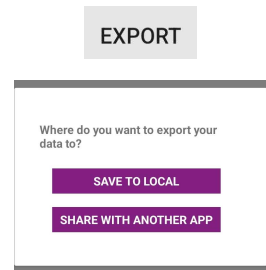 EXPORT
Where do you want to export your
data to?
SAVE TO LOCAL
SHARE WITH ANOTHER APP